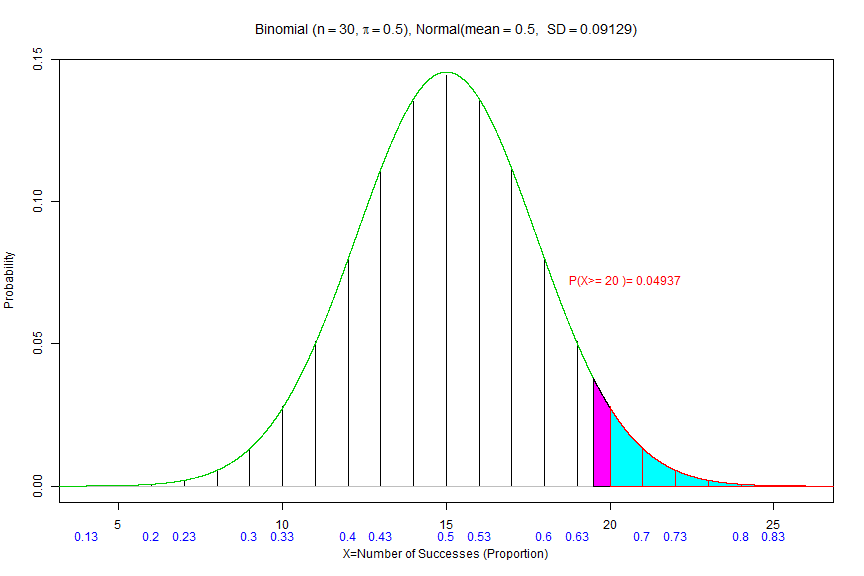 Binomial (n = 30, π = 0.5), Normal(mean = 0.5,  SD = 0.09129)
0.15
0.10
0.05
0.00
Probability
P(X>= 20 )= 0.04937
5 10 15 20 25
0.13 0.2 0.23 0.3 0.33 0.4 0.43 0.5 0.53 0.6 0.63 0.7 0.73 0.8 0.83
X=Number of Successes (Proportion)